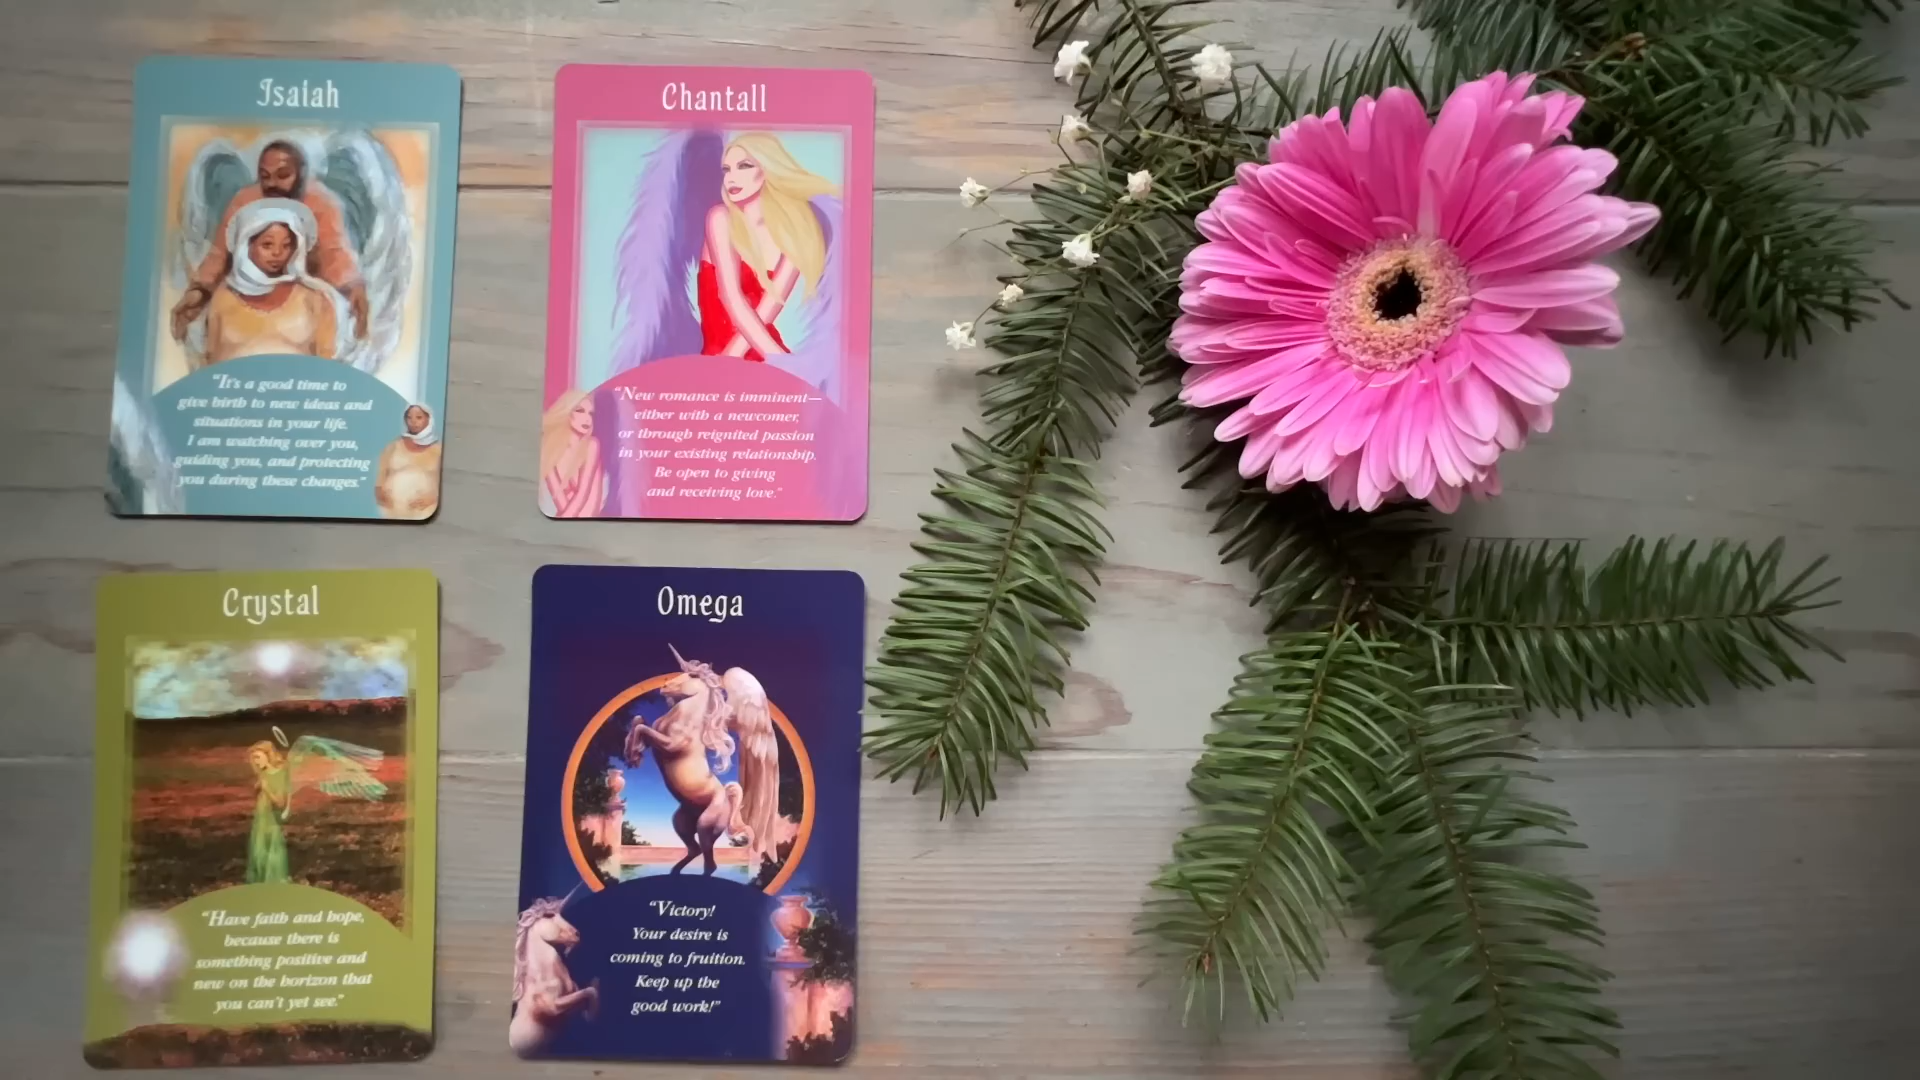 Isaiah
"It's a good time to
give birth to new ideas and
situations in your life.
I am watching over you,
guiding you, and protecting
you during these changes."
Chantall
"New romance is imminent—
either with a newcomer,
or through reignited passion
in your existing relationship.
Be open to giving
and receiving love."
Crystal
"Have faith and hope,
because there is
something positive and
new on the horizon that
you can't yet see."
Omega
"Victory!
Your desire is
coming to fruition.
Keep up the
good work!"